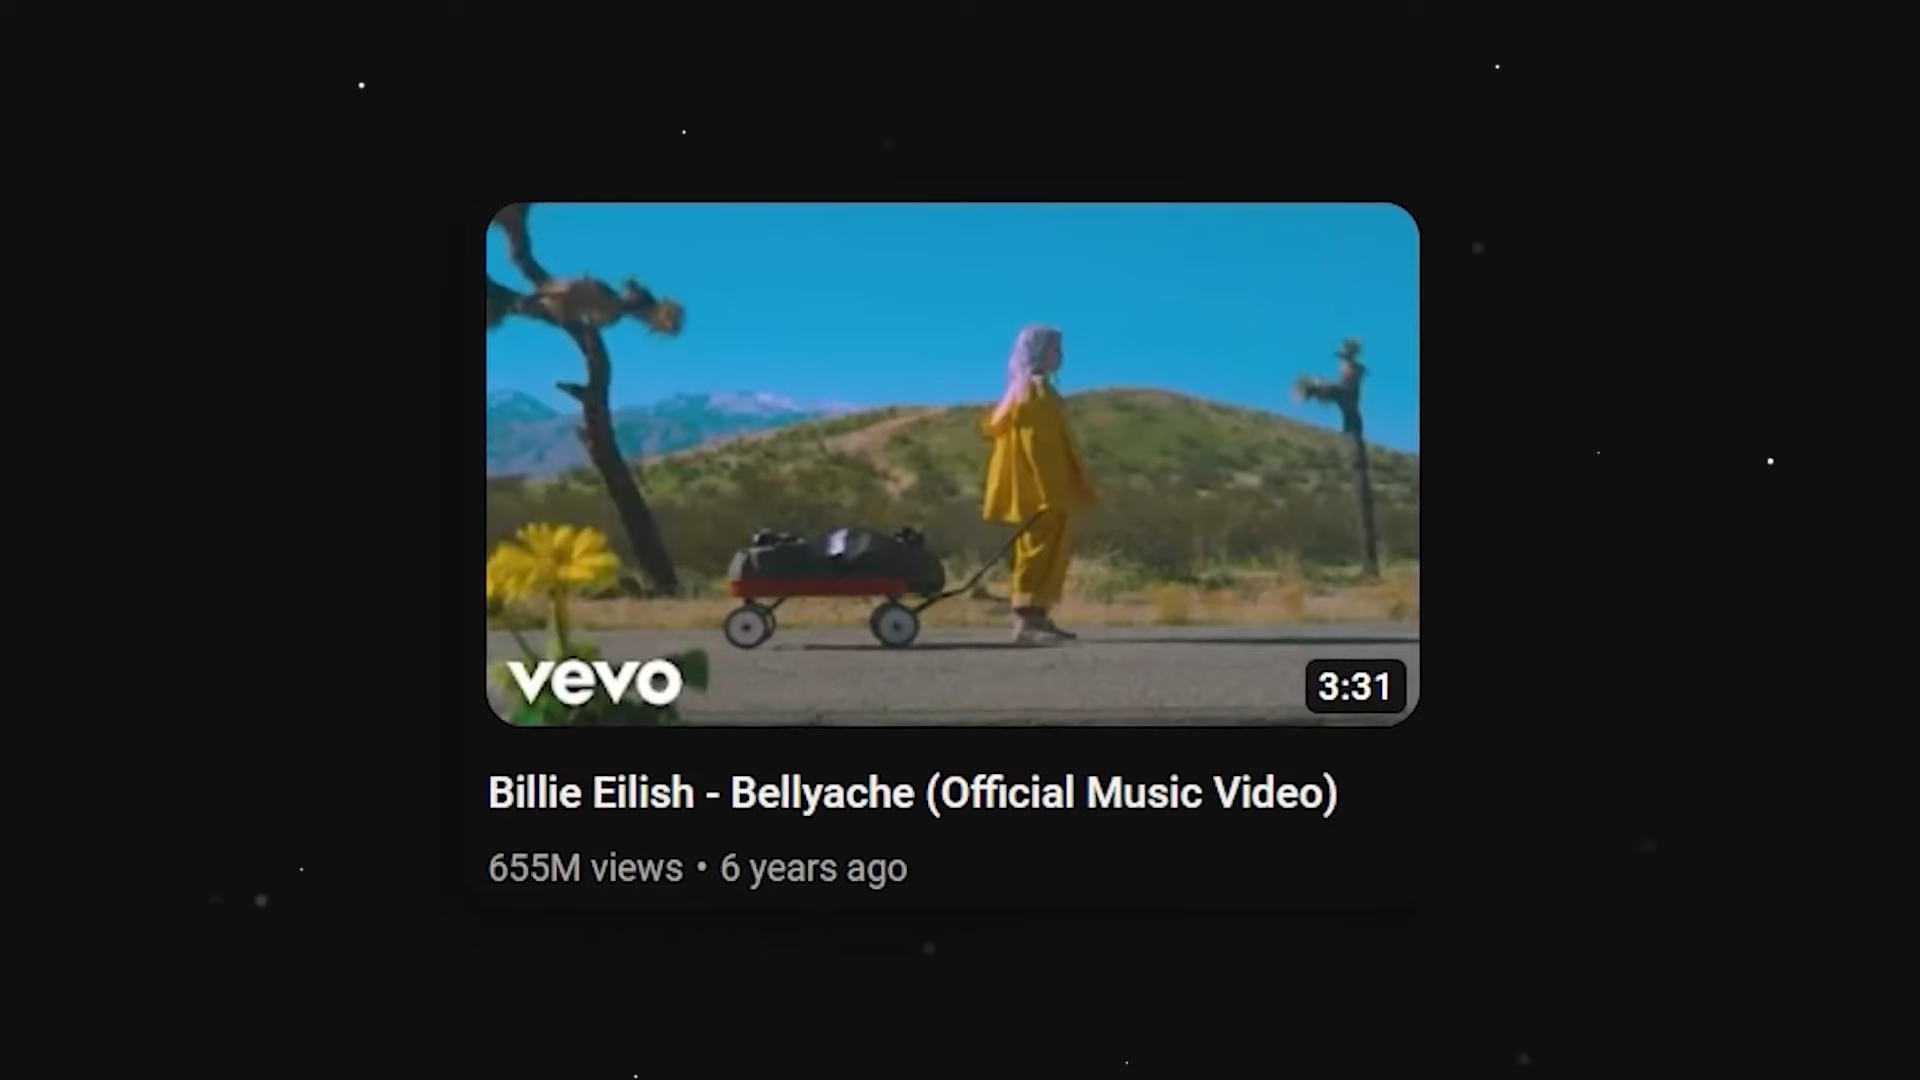 vevo
3:31
Billie Eilish - Bellyache (Official Music Video)
655M views • 6 years ago